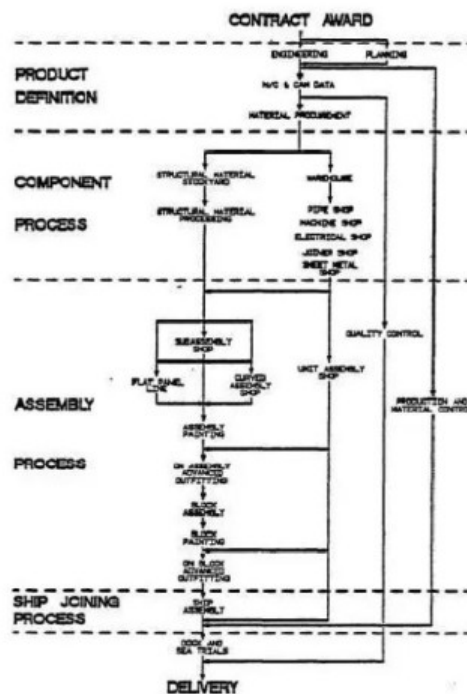 CONTRACT AWARD
ENGINEERING
PLANNING
PRODUCT
DEFINITION
N/C & CAM DATA
MATERIAL PROCUREMENT
COMPONENT
PROCESS
STRUCTURAL MATERIAL
STOCKYARD
STRUCTURAL MATERIAL
PROCESSING
WAREHOUSE
PIPE SHOP
MACHINE SHOP
ELECTRICAL SHOP
JOINER SHOP
SHEET METAL
SHOP
ASSEMBLY
PROCESS
SUBASSEMBLY
SHOP
FLAT PANEL
LINE
CURVED
ASSEMBLY
SHOP
UNIT ASSEMBLY
SHOP
QUALITY CONTROL
PRODUCTION AND
MATERIAL CONTROL
ASSEMBLY
PAINTING
ON ASSEMBLY
ADVANCED
OUTFITTING
BLOCK
ASSEMBLY
BLOCK
PAINTING
ON BLOCK
ADVANCED
OUTFITTING
SHIP JOINING
PROCESS
SHIP
ASSEMBLY
DOCK AND
SEA TRIALS
DELIVERY